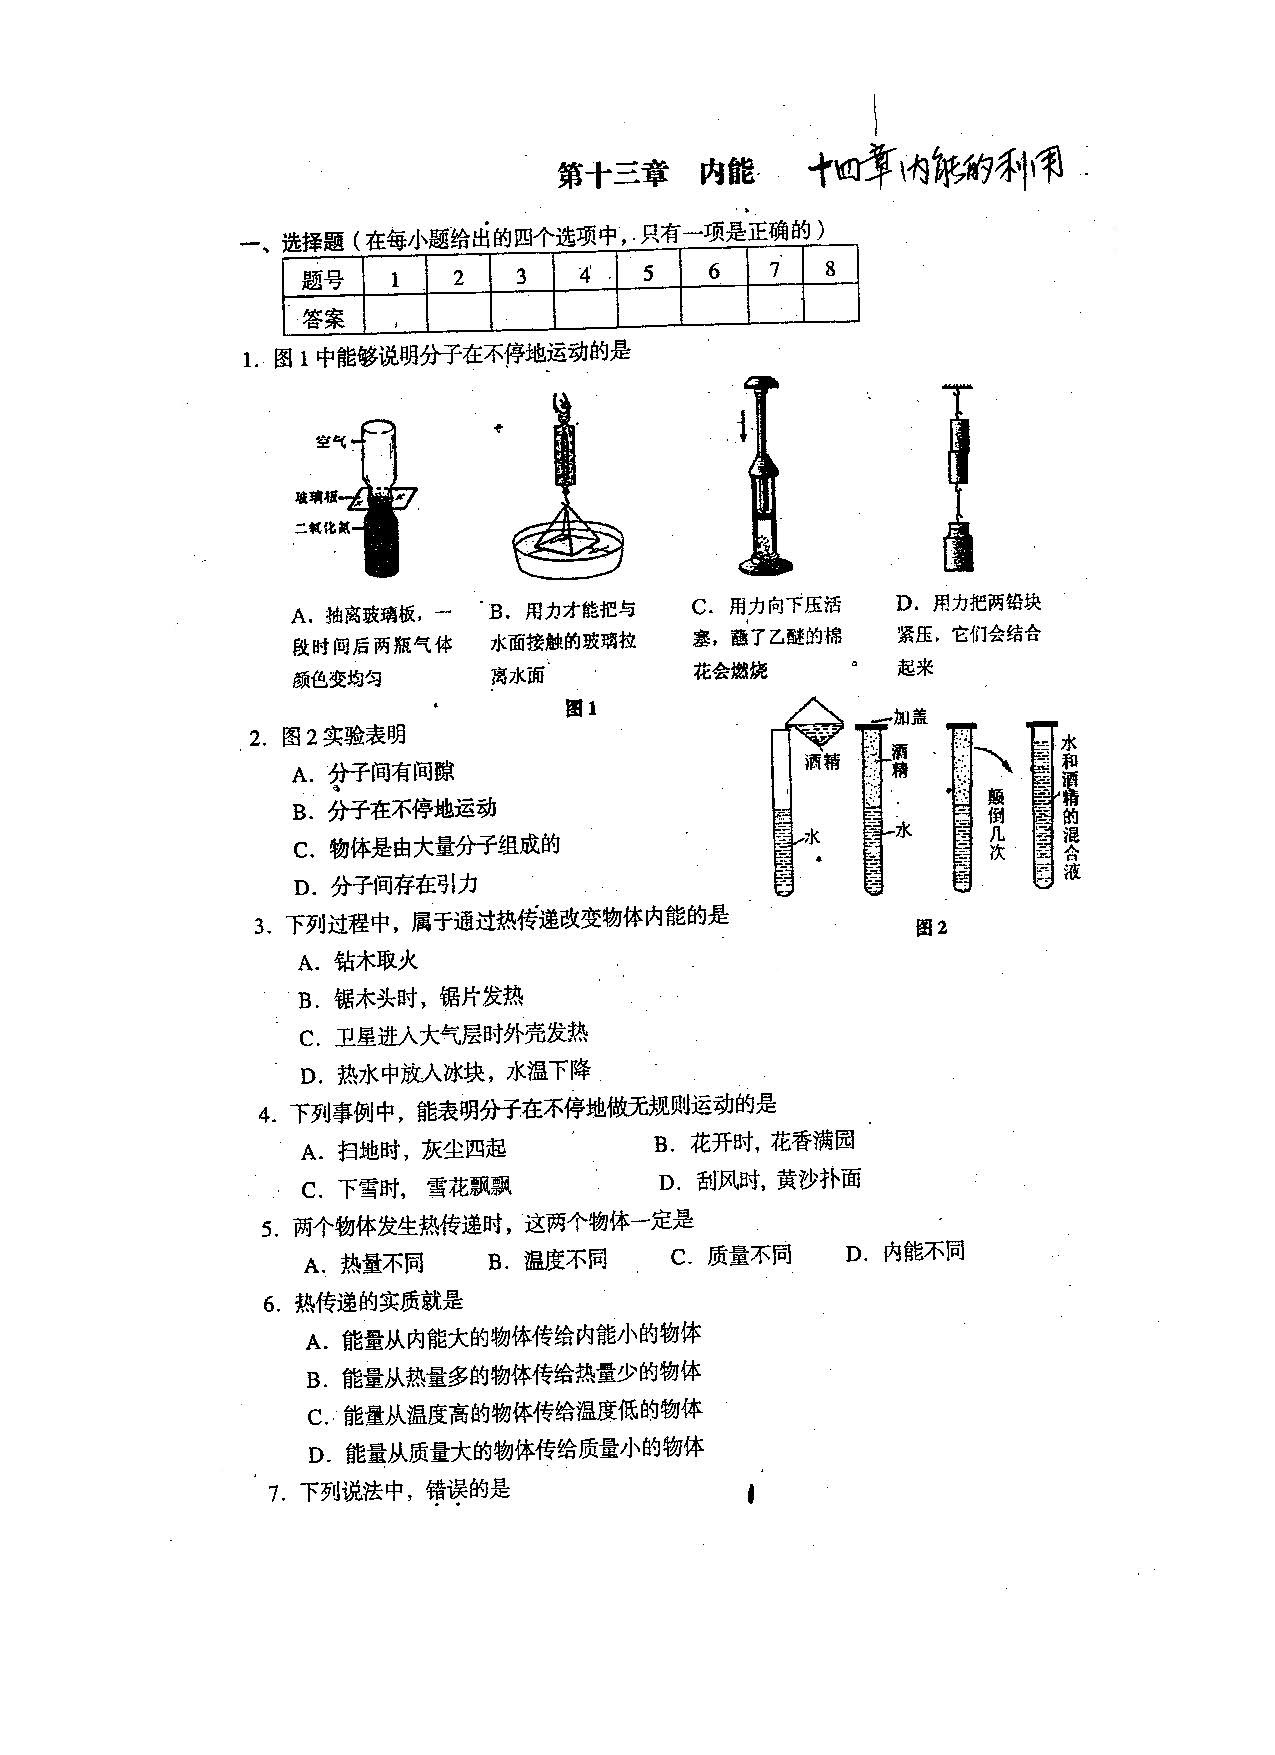 第十三章　内能　十四章内能的利用
一、选择题（在每小题给出的四个选项中，只有一项是正确的）
题号 1 2 3 4 5 6 7 8
答案
1. 图1中能够说明分子在不停地运动的是
空气
玻璃板
二氧化氮
A．抽离玻璃板，一
段时间后两瓶气体
颜色变均匀
B．用力才能把与
水面接触的玻璃拉
离水面
C．用力向下压活
塞，蘸了乙醚的棉
花会燃烧
D．用力把两铅块
紧压，它们会结合
起来
图1
2. 图2实验表明
A．分子间有间隙
B．分子在不停地运动
C．物体是由大量分子组成的
D．分子间存在引力
酒精
水
加盖
酒精
水
颠倒几次
水和酒精的混合液
图2
3. 下列过程中，属于通过热传递改变物体内能的是
A．钻木取火
B．锯木头时，锯片发热
C．卫星进入大气层时外壳发热
D．热水中放入冰块，水温下降
4. 下列事例中，能表明分子在不停地做无规则运动的是
A．扫地时，灰尘四起　B．花开时，花香满园
C．下雪时，雪花飘飘　D．刮风时，黄沙扑面
5. 两个物体发生热传递时，这两个物体一定是
A．热量不同　B．温度不同　C．质量不同　D．内能不同
6. 热传递的实质就是
A．能量从内能大的物体传给内能小的物体
B．能量从热量多的物体传给热量少的物体
C．能量从温度高的物体传给温度低的物体
D．能量从质量大的物体传给质量小的物体
7. 下列说法中，错误的是
1